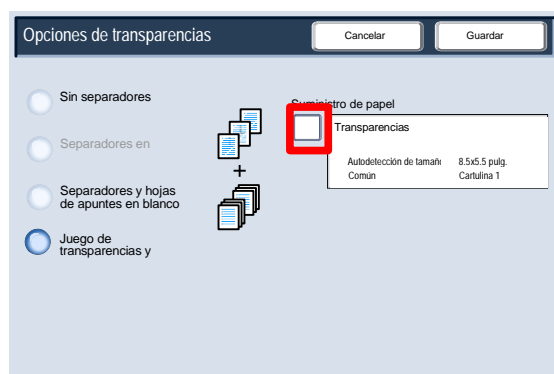 Opciones de transparencias
Cancelar
Guardar
Sin separadores
Separadores en
Separadores y hojas
de apuntes en blanco
Juego de
transparencias y
+
Suministro de papel
Transparencias
Autodetección de tamaño 8.5x5.5 pulg.
Común Cartulina 1